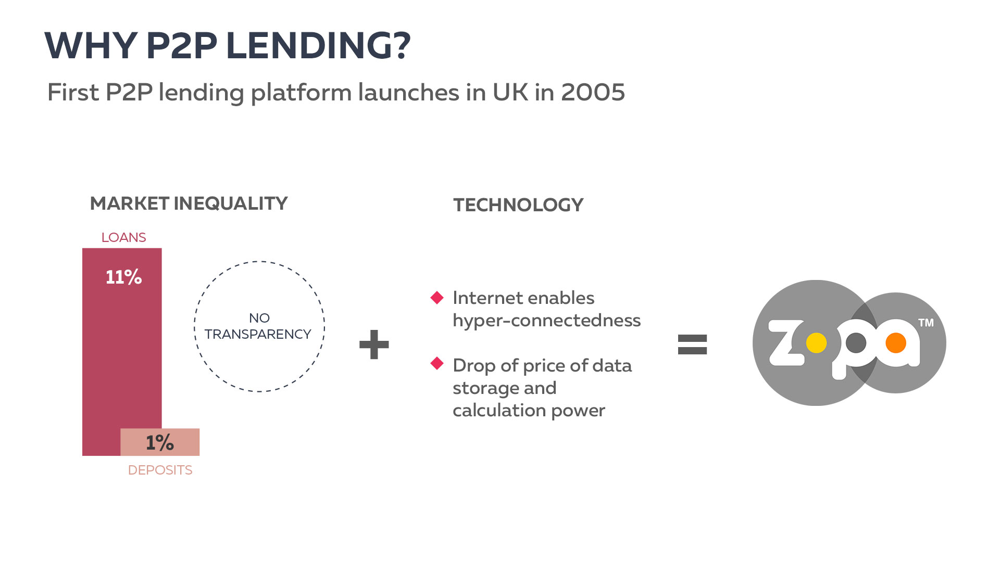 WHY P2P LENDING?
First P2P lending platform launches in UK in 2005
MARKET INEQUALITY
LOANS
11%
NO
TRANSPARENCY
1%
DEPOSITS
+
TECHNOLOGY
Internet enables
hyper-connectedness
Drop of price of data
storage and
calculation power
=
zopa™